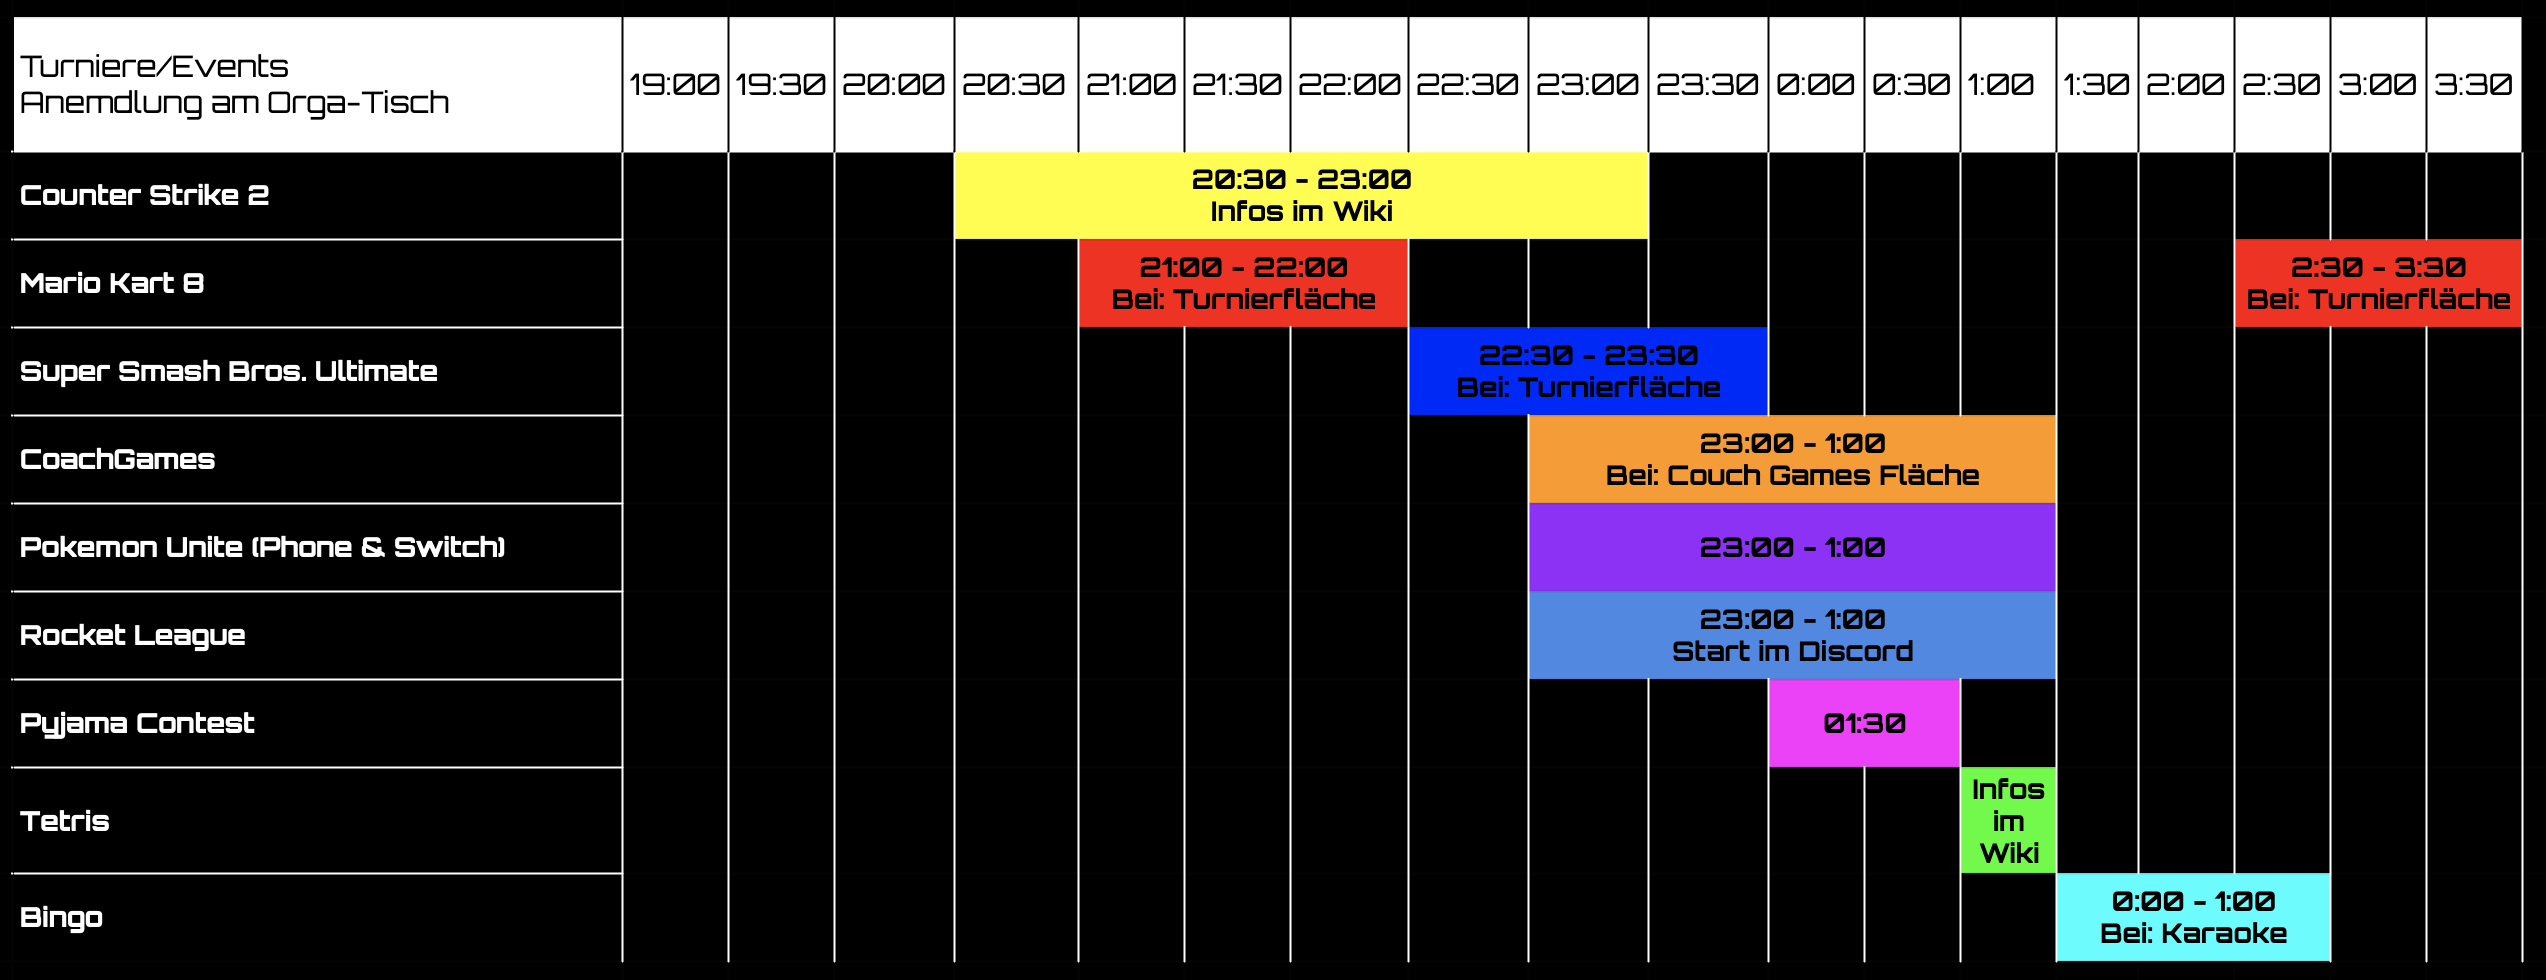 Turniere/Events
Anemdlung am Orga-Tisch
19:00 19:30 20:00 20:30 21:00 21:30 22:00 22:30 23:00 23:30 0:00 0:30 1:00 1:30 2:00 2:30 3:00 3:30
Counter Strike 2
20:30 - 23:00
Infos im Wiki
Mario Kart 8
21:00 - 22:00
Bei: Turnierfläche
2:30 - 3:30
Bei: Turnierfläche
Super Smash Bros. Ultimate
22:30 - 23:30
Bei: Turnierfläche
CoachGames
23:00 - 1:00
Bei: Couch Games Fläche
Pokemon Unite (Phone & Switch)
23:00 - 1:00
Rocket League
23:00 - 1:00
Start im Discord
Pyjama Contest
01:30
Tetris
Infos
im
Wiki
Bingo
0:00 - 1:00
Bei: Karaoke